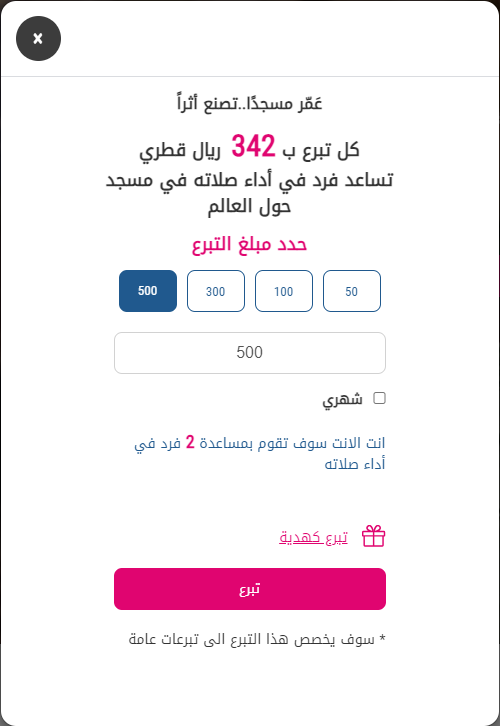 ×
عَمّر مسجدًا..تصنع أثراً
كل تبرع ب 342 ريال قطري
تساعد فرد في أداء صلاته في مسجد
حول العالم
حدد مبلغ التبرع
50 100 300 500
500
شهري
انت الانت سوف تقوم بمساعدة 2 فرد في
أداء صلاته
تبرع كهدية
تبرع
* سوف يخصص هذا التبرع الى تبرعات عامة